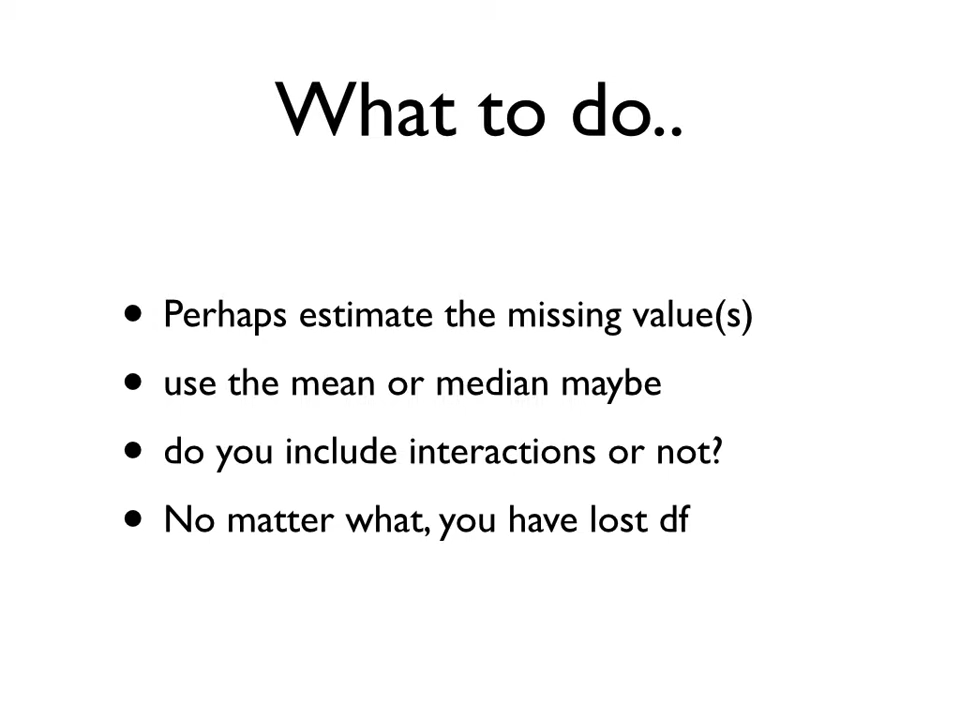 What to do..
• Perhaps estimate the missing value(s)
• use the mean or median maybe
• do you include interactions or not?
• No matter what, you have lost df